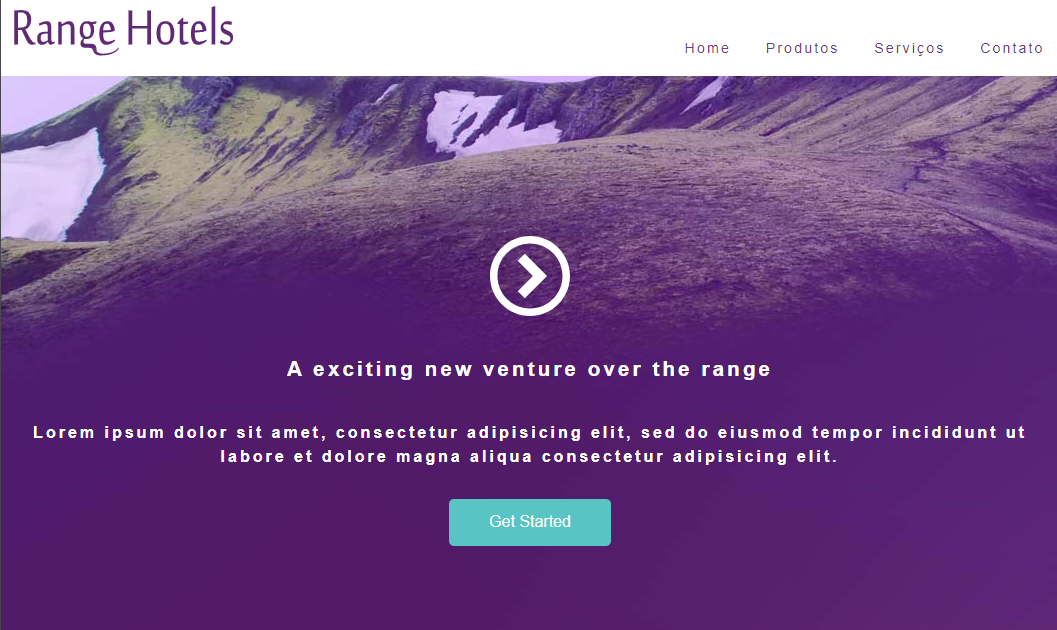 Range Hotels
Home Produtos Serviços Contato
A exciting new venture over the range
Lorem ipsum dolor sit amet, consectetur adipisicing elit, sed do eiusmod tempor incididunt ut
labore et dolore magna aliqua consectetur adipisicing elit.
Get Started